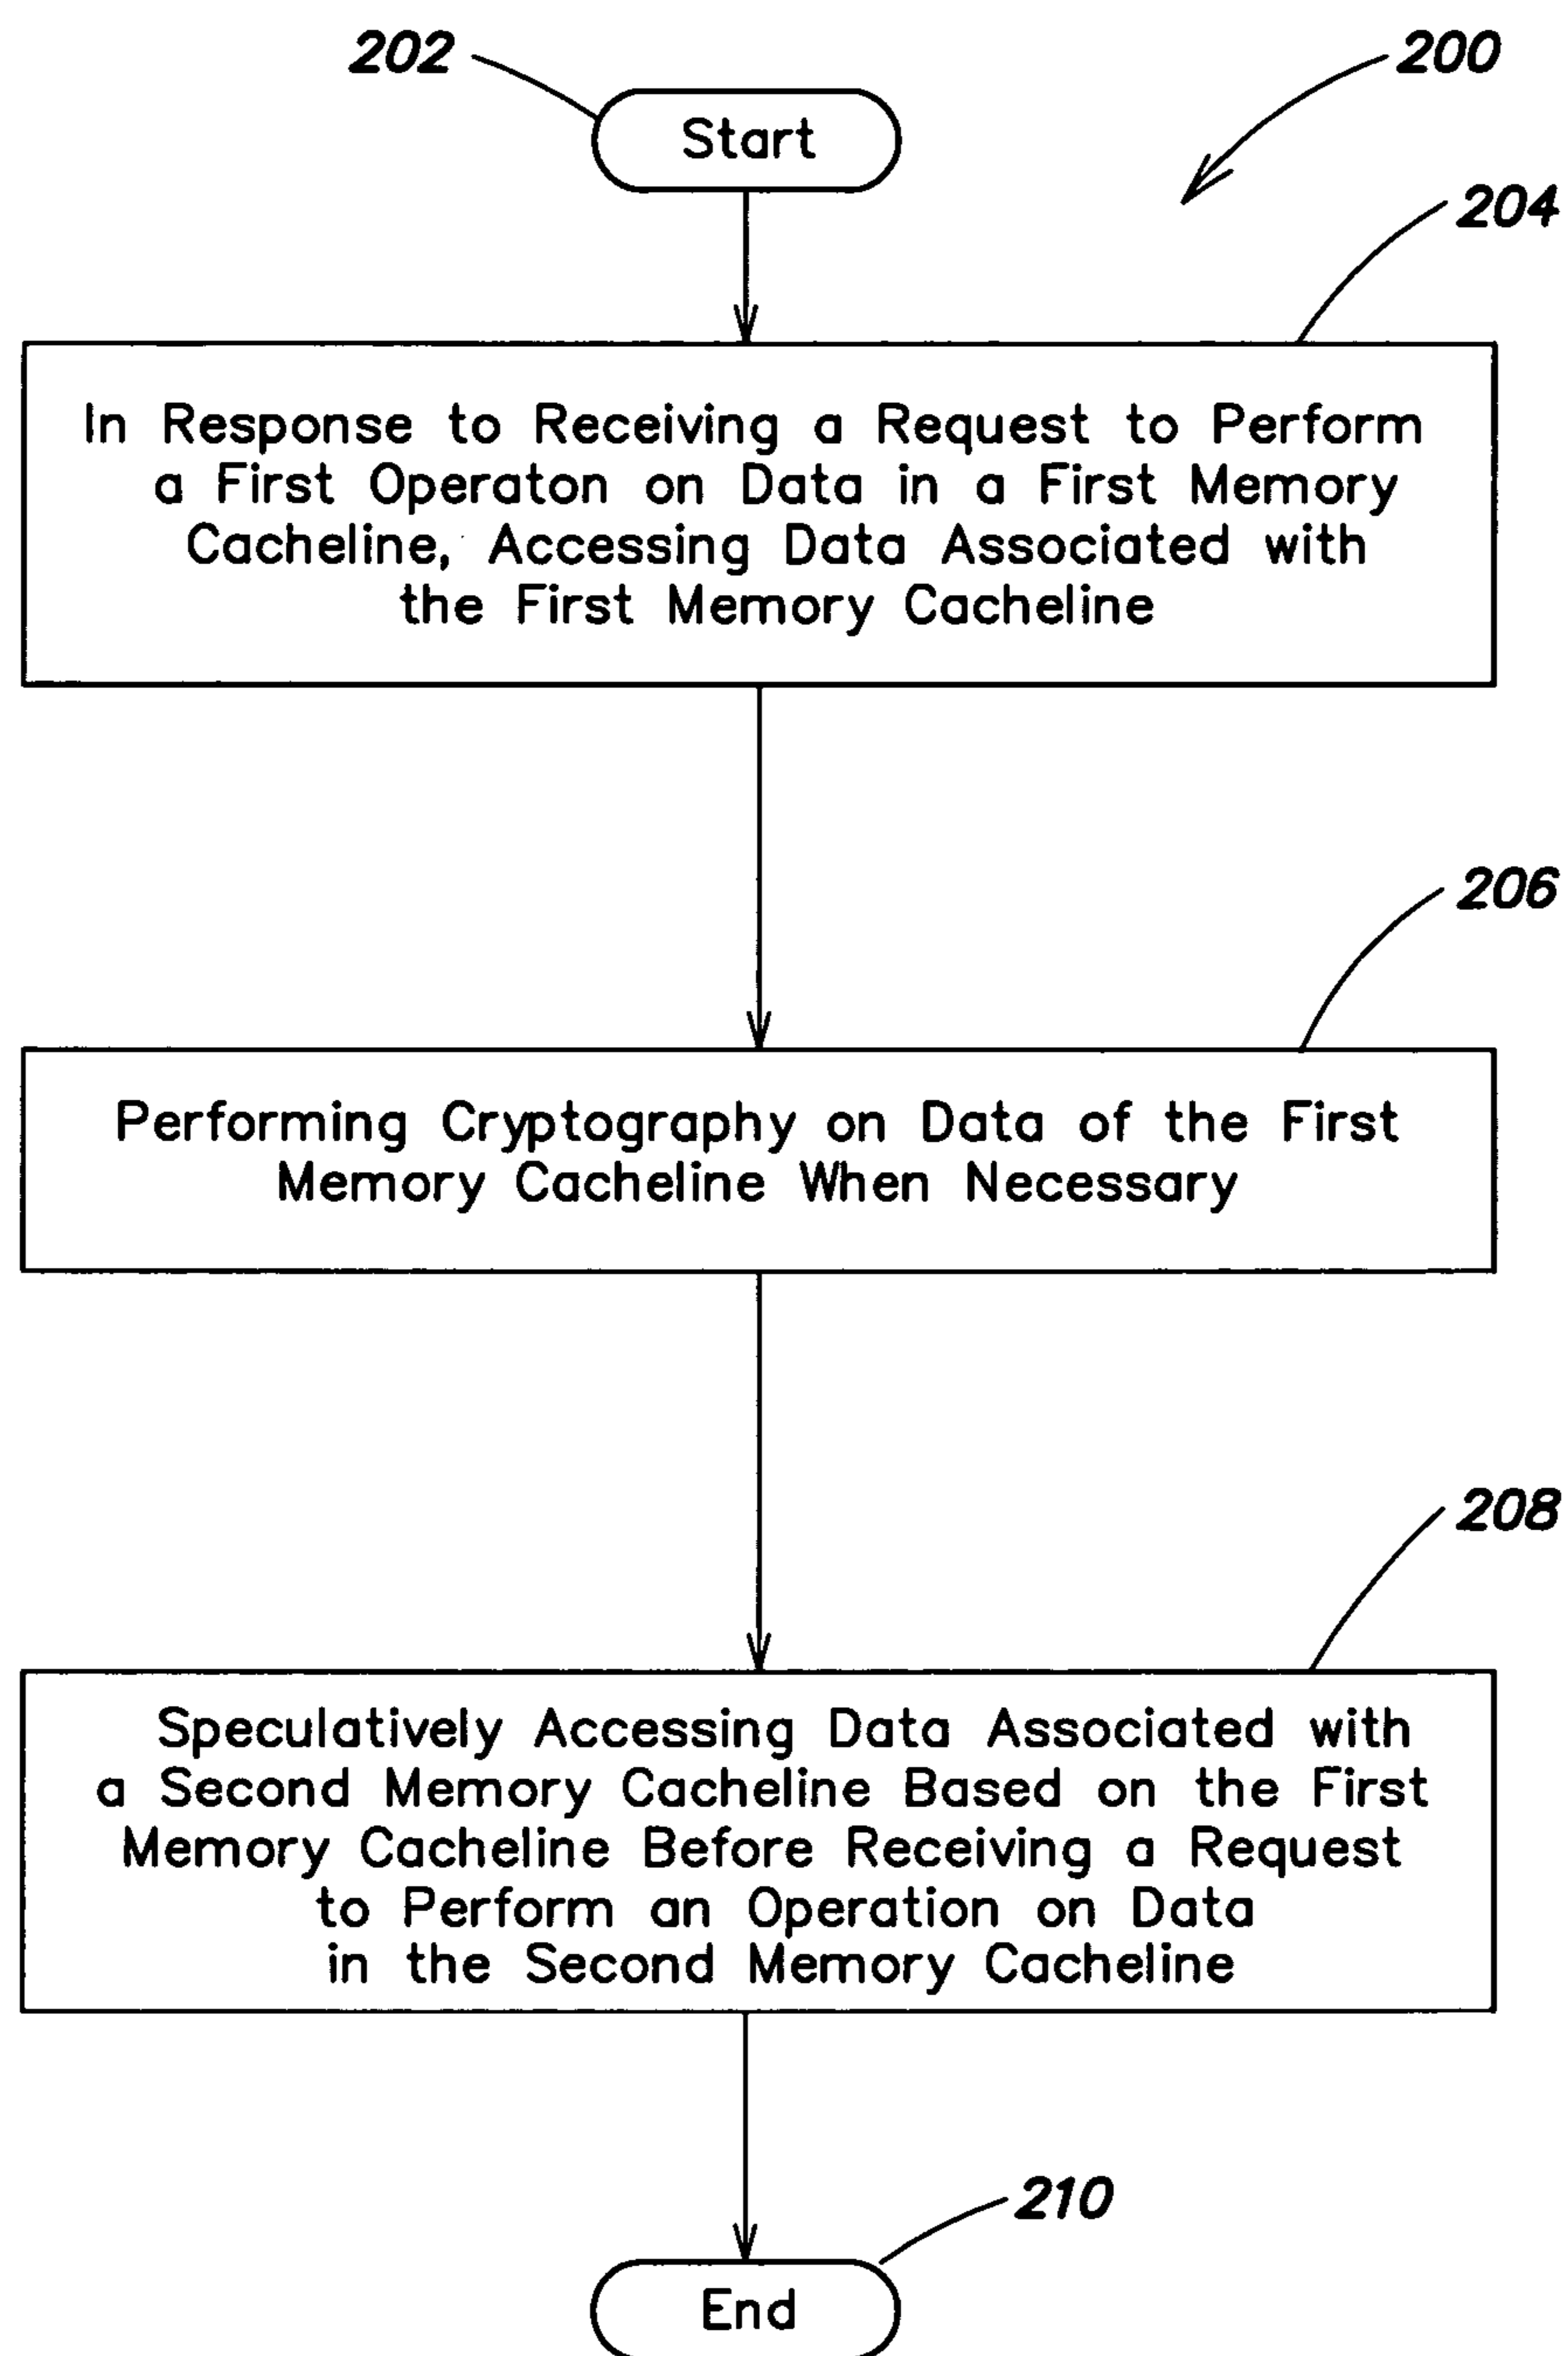 202
200
Start
204
In Response to Receiving a Request to Perform
a First Operaton on Data in a First Memory
Cacheline, Accessing Data Associated with
the First Memory Cacheline
206
Performing Cryptography on Data of the First
Memory Cacheline When Necessary
208
Speculatively Accessing Data Associated with
a Second Memory Cacheline Based on the First
Memory Cacheline Before Receiving a Request
to Perform an Operation on Data
in the Second Memory Cacheline
210
End